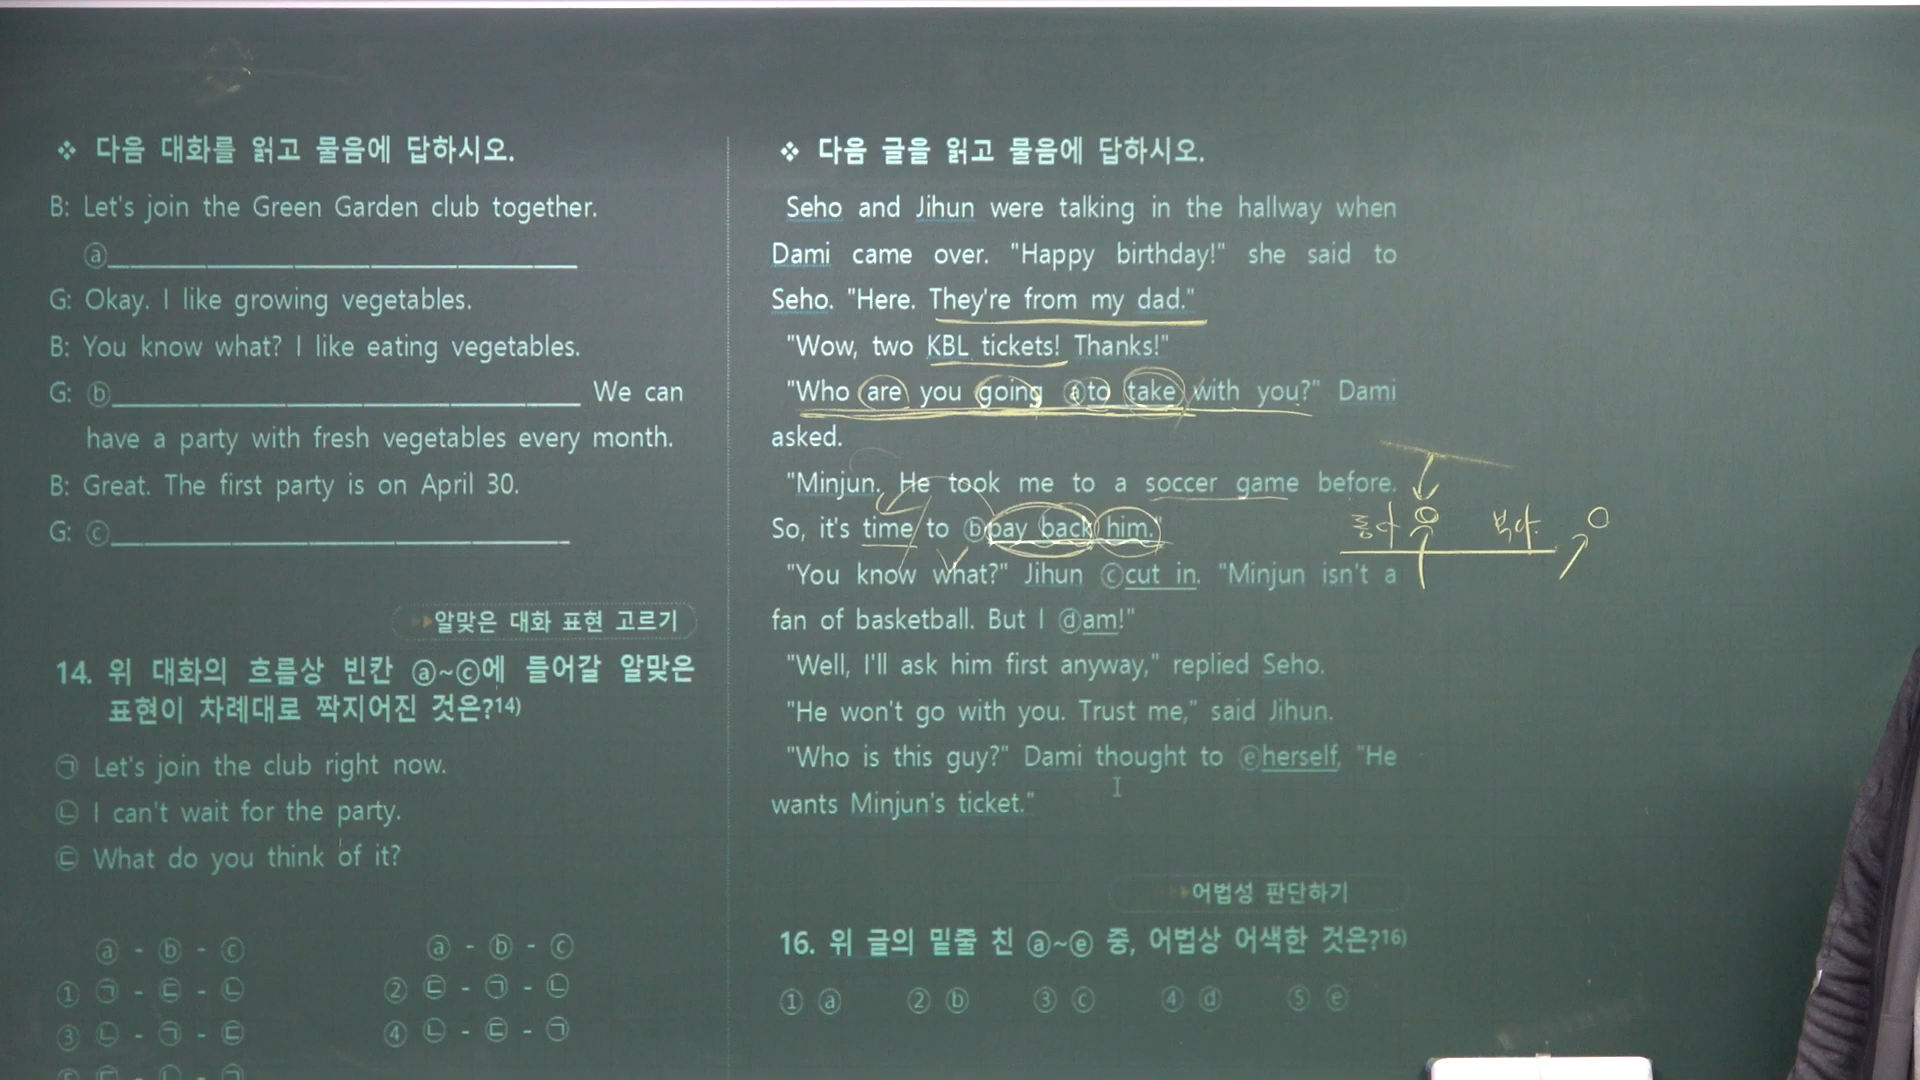 ❖ 다음 대화를 읽고 물음에 답하시오.
B: Let's join the Green Garden club together.
ⓐ
G: Okay. I like growing vegetables.
B: You know what? I like eating vegetables.
G: ⓑ We can
have a party with fresh vegetables every month.
B: Great. The first party is on April 30.
G: ⓒ
알맞은 대화 표현 고르기
14. 위 대화의 흐름상 빈칸 ⓐ~ⓒ에 들어갈 알맞은
표현이 차례대로 짝지어진 것은?14)
㉠ Let's join the club right now.
㉡ I can't wait for the party.
㉢ What do you think of it?
ⓐ - ⓑ - ⓒ
ⓐ - ⓑ - ⓒ
① ㉠ - ㉢ - ㉡
② ㉢ - ㉠ - ㉡
③ ㉡ - ㉠ - ㉢
④ ㉡ - ㉢ - ㉠
❖ 다음 글을 읽고 물음에 답하시오.
Seho and Jihun were talking in the hallway when
Dami came over. "Happy birthday!" she said to
Seho. "Here. They're from my dad."
"Wow, two KBL tickets! Thanks!"
"Who are you going ⓐto take with you?" Dami
asked.
"Minjun. He took me to a soccer game before.
So, it's time to ⓑpay back him."
"You know what?" Jihun ⓒcut in. "Minjun isn't a
fan of basketball. But I ⓓam!"
"Well, I'll ask him first anyway," replied Seho.
"He won't go with you. Trust me," said Jihun.
"Who is this guy?" Dami thought to ⓔherself, "He
wants Minjun's ticket."
어법성 판단하기
16. 위 글의 밑줄 친 ⓐ~ⓔ 중, 어법상 어색한 것은?16)
① ⓐ ② ⓑ ③ ⓒ ④ ⓓ ⑤ ⓔ